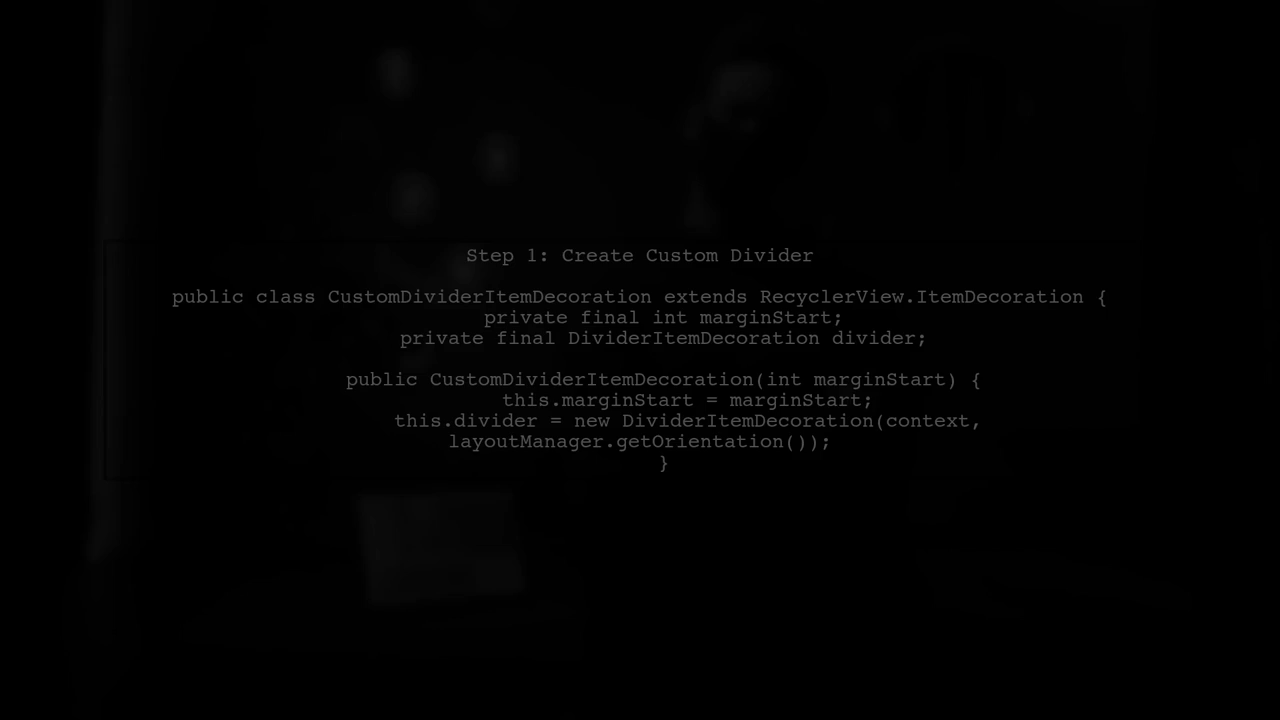 Step 1: Create Custom Divider
public class CustomDividerItemDecoration extends RecyclerView.ItemDecoration {
private final int marginStart;
private final DividerItemDecoration divider;
public CustomDividerItemDecoration(int marginStart) {
this.marginStart = marginStart;
this.divider = new DividerItemDecoration(context,
layoutManager.getOrientation());
}